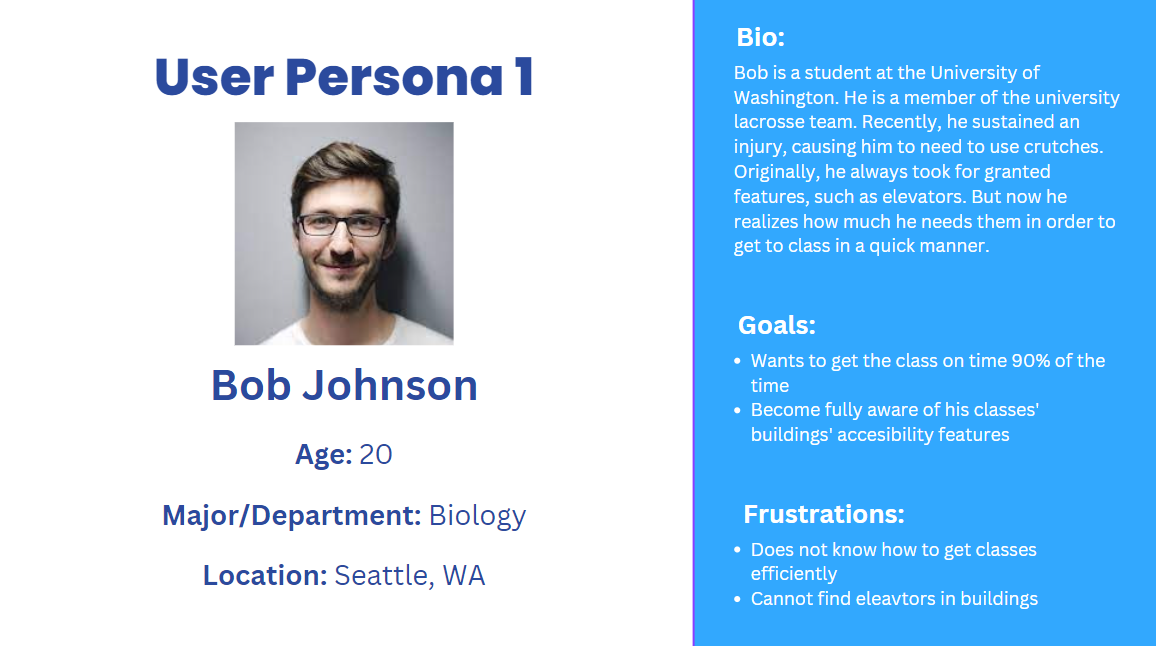 User Persona 1
Bob Johnson
Age: 20
Major/Department: Biology
Location: Seattle, WA
Bio:
Bob is a student at the University of
Washington. He is a member of the university
lacrosse team. Recently, he sustained an
injury, causing him to need to use crutches.
Originally, he always took for granted
features, such as elevators. But now he
realizes how much he needs them in order to
get to class in a quick manner.
Goals:
• Wants to get the class on time 90% of the
time
• Become fully aware of his classes'
buildings' accesibility features
Frustrations:
• Does not know how to get classes
efficiently
• Cannot find eleavtors in buildings